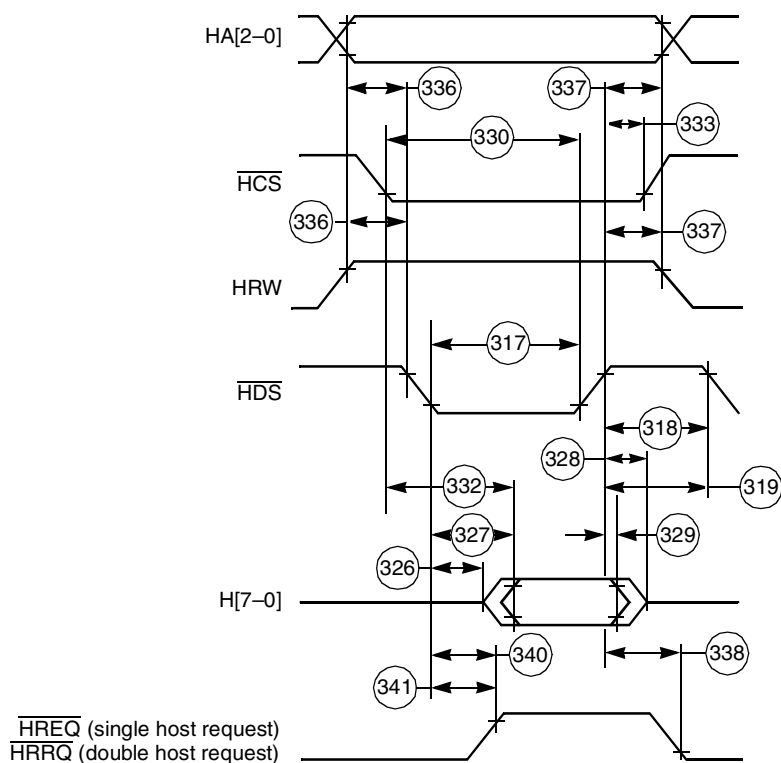 HA[2–0]
336
337
333
330
HCS
336
337
HRW
317
HDS
318
328
332
319
327
329
326
H[7–0]
340
338
341
HREQ (single host request)
HRRQ (double host request)